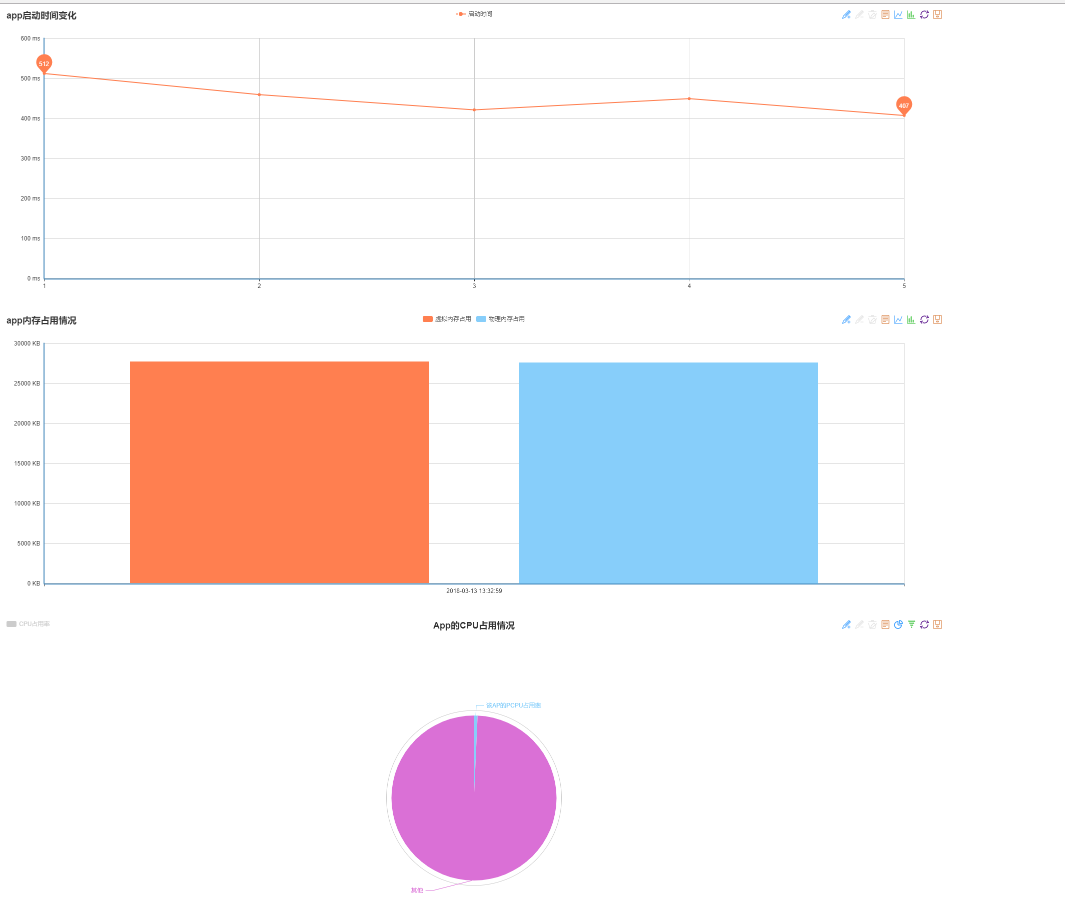 app启动时间变化
启动时间
600 ms
500 ms
400 ms
300 ms
200 ms
100 ms
0 ms
512
407
1 2 3 4 5
app内存占用情况
虚拟内存占用 物理内存占用
30000 KB
25000 KB
20000 KB
15000 KB
10000 KB
5000 KB
0 KB
2018-03-13 13:32:59
CPU占用率
App的CPU占用情况
该AP的PCPU占用率
其他